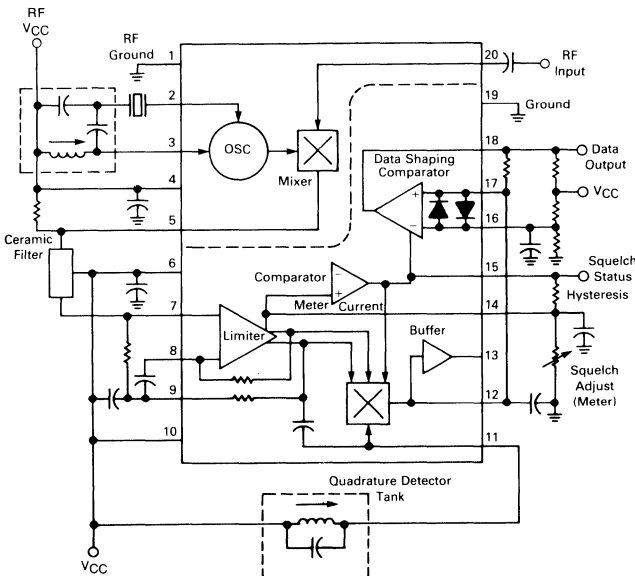 RF
VCC
RF
Ground
1
20
RF
Input
2
19
Ground
3
OSC
Mixer
18
Data
Output
Data Shaping
Comparator
4
17
+
VCC
16
−
5
Ceramic
Filter
6
15
Squelch
Status
Comparator
−
+
Meter Current
Hysteresis
7
14
Limiter
Buffer
13
8
Squelch
Adjust
(Meter)
9
12
10
11
Quadrature Detector
Tank
VCC